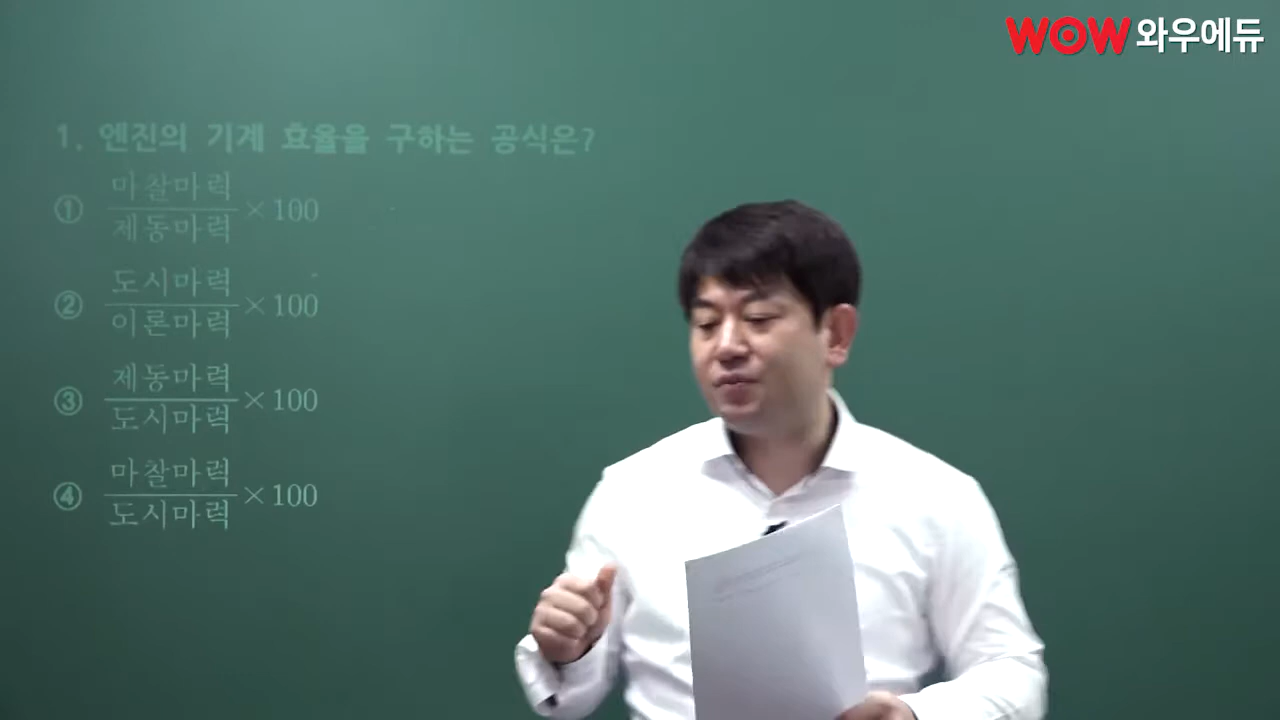 WOW와우에듀
1. 엔진의 기계 효율을 구하는 공식은?
① 마찰마력/제동마력 ×100
② 도시마력/이론마력 ×100
③ 제동마력/도시마력 ×100
④ 마찰마력/도시마력 ×100